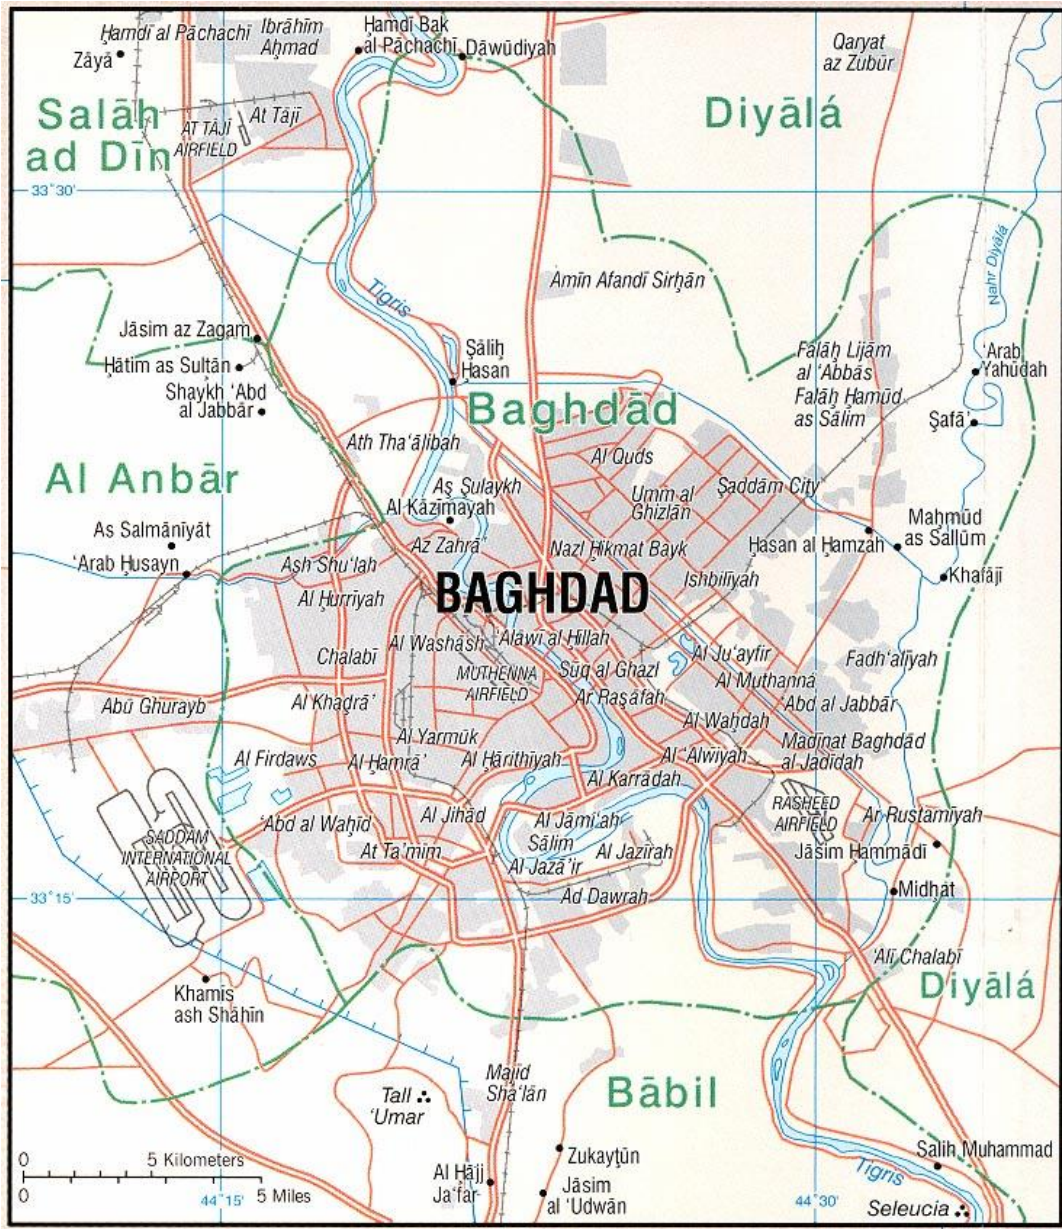 Ḩamdī al Pāchachī
Ibrāhīm
Aḩmad
Ḩamdī Bak
al Pāchachī
Dāwūdīyah
Zāyá
Qaryat
az Zubūr
Salāḩ
ad Dīn
At Tājī
AT TĀJĪ
AIRFIELD
Diyālá
33°30'
Tigris
Amīn Afandī Sirḩān
Nahr Diyālá
Jāsim az Zagam
Ḩātim as Sulţān
Shaykh ‘Abd
al Jabbār
Şāliḩ
Ḩasan
Falāḩ Lijām
al ‘Abbās
Falāḩ Ḩamūd
as Sālim
‘Arab
Yahūdah
Şafā’
Baghdād
Ath Tha‘ālibah
Al Quds
Al Anbār
Aş Şulaykh
Al Kāzimayah
Umm al
Ghizlān
Şaddām City
As Salmānīyāt
Az Zahrā’
Nazl Ḩikmat Bayk
Ḩasan al Ḩamzah
Maḩmūd
as Sallūm
‘Arab Ḩusayn
Ash Shu‘lah
Ishbīlīyah
Khafājī
BAGHDAD
Al Ḩurrīyah
Al Washāsh
Alāwī al Ḩillah
Chalabī
MUTHENNA
AIRFIELD
Sūq al Ghazl
Al Ju‘ayfir
Fadh‘alīyah
Abū Ghurayb
Al Khaḑrā’
Ar Raşāfah
Al Muthanná
Abd al Jabbār
Al Yarmūk
Al Waḩdah
Al Firdaws
Al Ḩamrā’
Al Ḩārithīyah
Al ‘Alwīyah
Madīnat Baghdād
al Jadīdah
Al Karrādah
‘Abd al Waḩīd
Al Jihād
Al Jāmi‘ah
RASHEED
AIRFIELD
Ar Rustamīyah
SADDAM
INTERNATIONAL
AIRPORT
At Ta’mīm
Sālim
Al Jazā’ir
Al Jazīrah
Jāsim Ḩammādī
Ad Dawrah
Midḩat
33°15'
‘Alī Chalabī
Khamīs
ash Shāhīn
Diyālá
Tall
‘Umar
Majīd
Sha‘lān
Bābil
Zukayţūn
Salih Muhammad
0 5 Kilometers
0 5 Miles
44°15'
Al Ḩājj
Ja‘far
Jāsim
al ‘Udwān
44°30'
Tigris
Seleucia